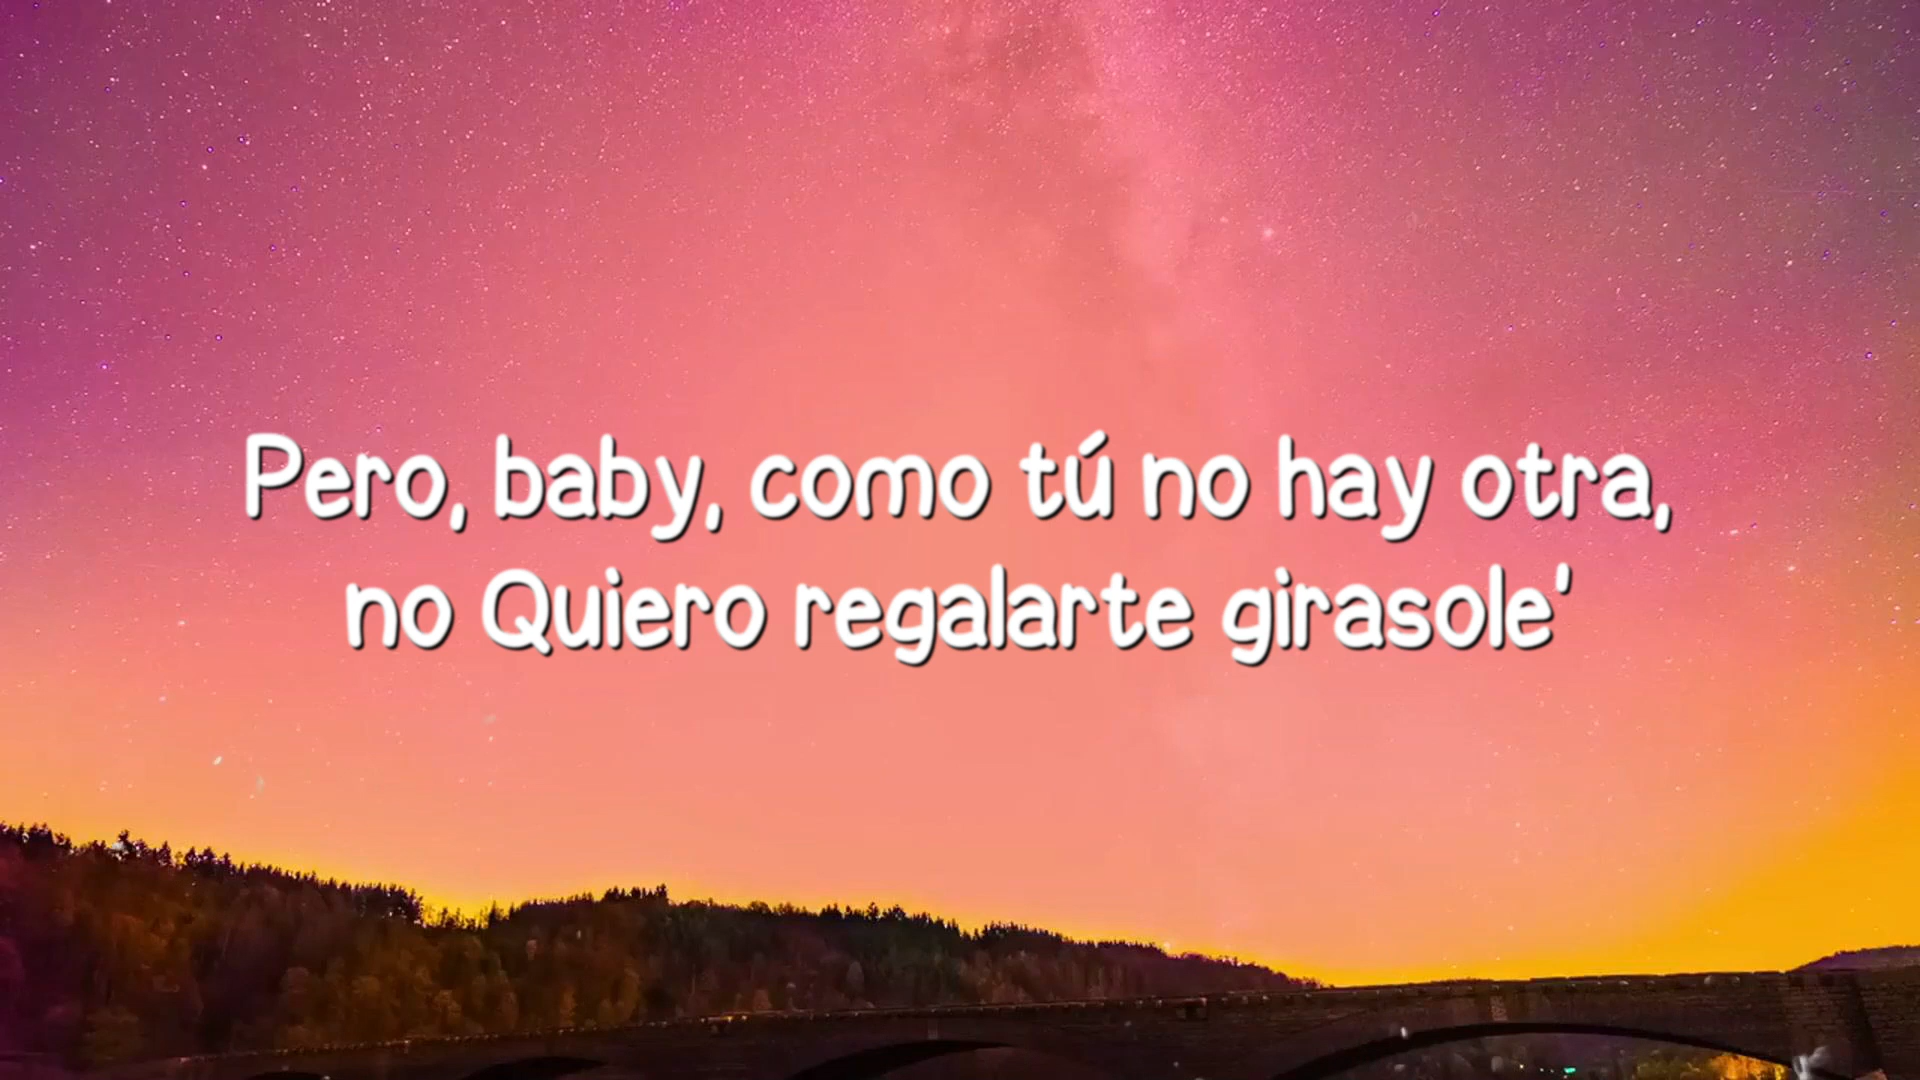 Pero, baby, como tú no hay otra,
no Quiero regalarte girasole'